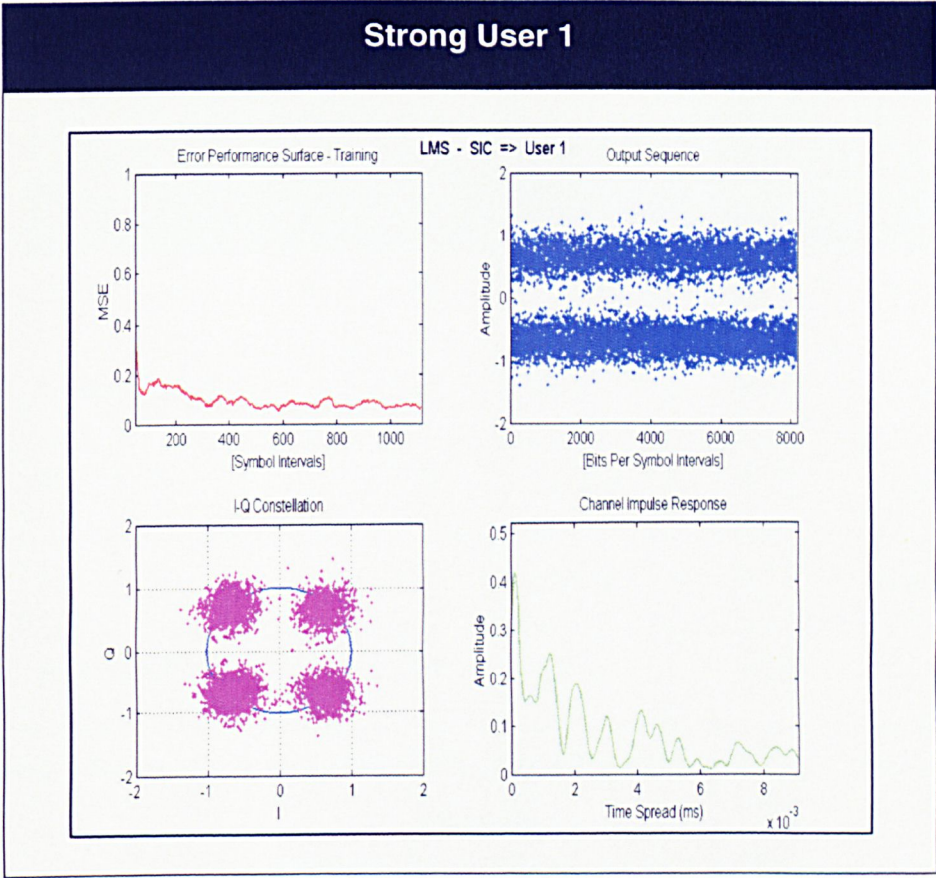 Strong User 1
LMS - SIC => User 1
Error Performance Surface - Training
1
0.8
0.6
0.4
0.2
0
MSE
200 400 600 800 1000
[Symbol Intervals]
Output Sequence
2
1
0
-1
-2
Amplitude
0 2000 4000 6000 8000
[Bits Per Symbol Intervals]
I-Q Constellation
2
1
0
-1
-2
Q
-2 -1 0 1 2
I
Channel Impulse Response
0.5
0.4
0.3
0.2
0.1
0
Amplitude
0 2 4 6 8
Time Spread (ms)
x 10-3